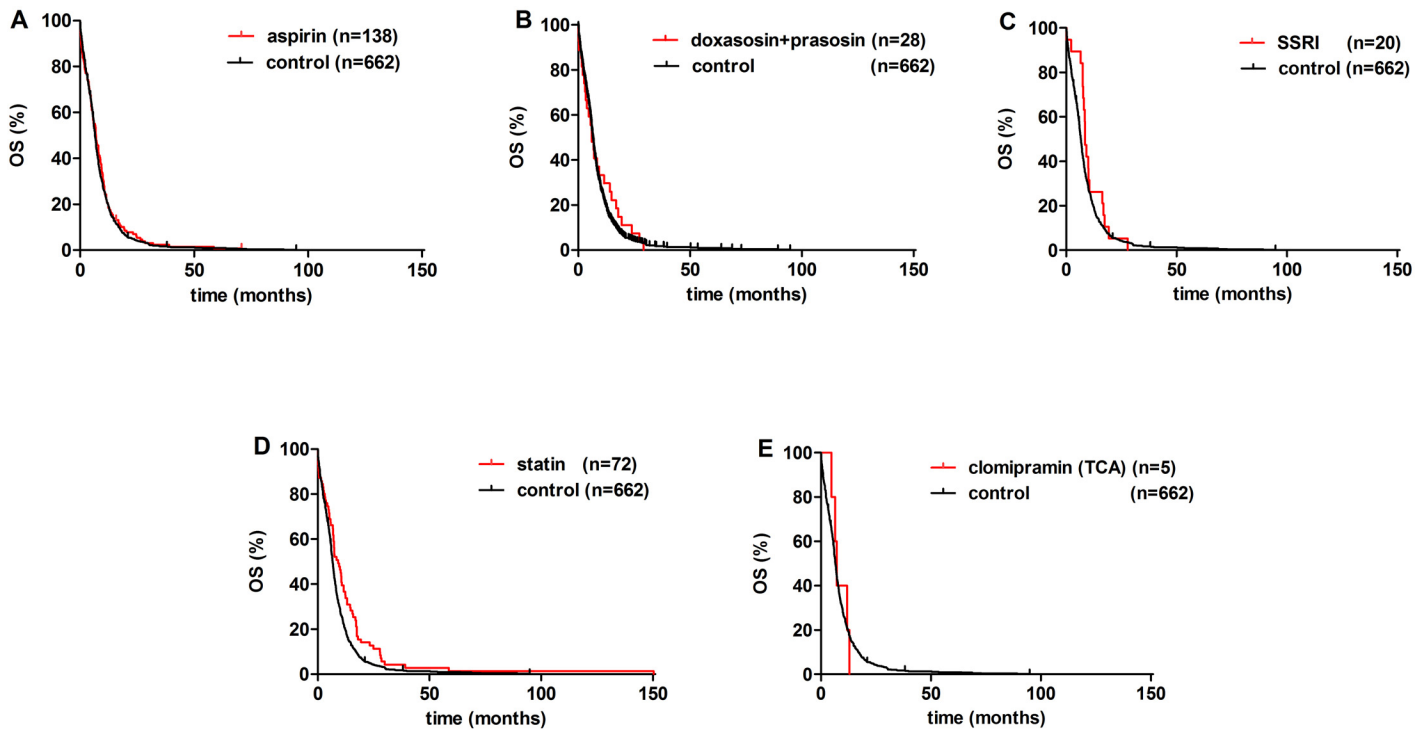 A
aspirin (n=138)
control (n=662)
OS (%)
100
80
60
40
20
0
0 50 100 150
time (months)
B
doxasosin+prasosin (n=28)
control (n=662)
OS (%)
100
80
60
40
20
0
0 50 100 150
time (months)
C
SSRI (n=20)
control (n=662)
OS (%)
100
80
60
40
20
0
0 50 100 150
time (months)
D
statin (n=72)
control (n=662)
OS (%)
100
80
60
40
20
0
0 50 100 150
time (months)
E
clomipramin (TCA) (n=5)
control (n=662)
OS (%)
100
80
60
40
20
0
0 50 100 150
time (months)